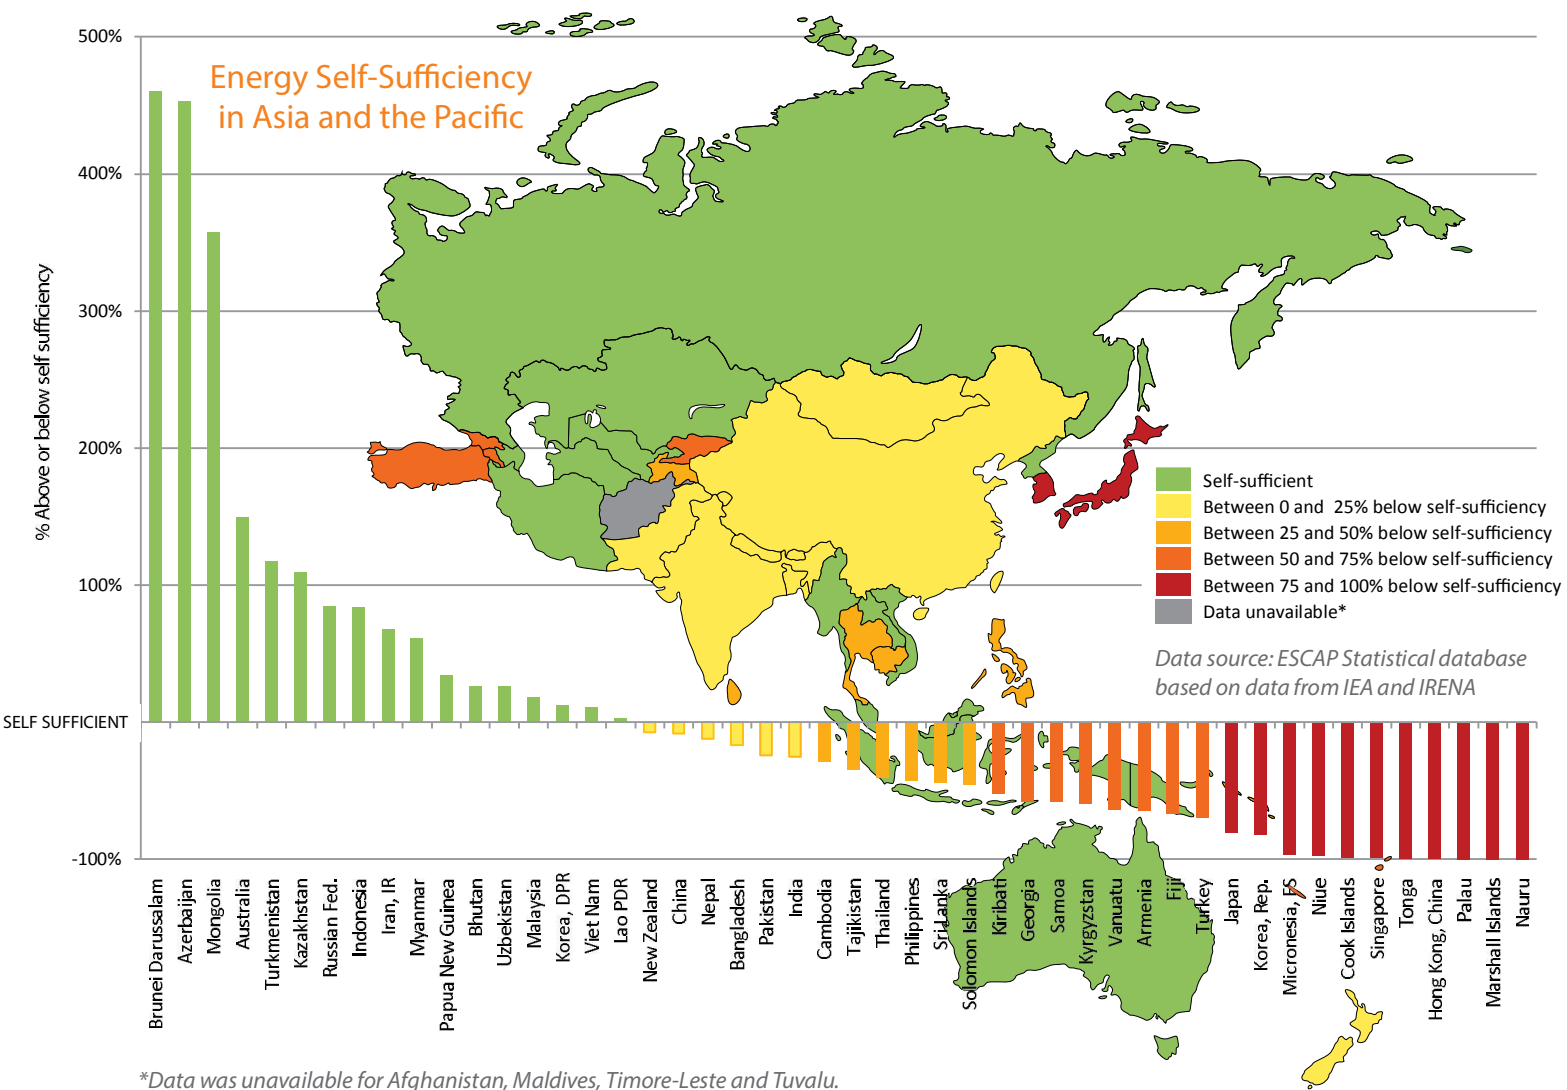 500%
Energy Self-Sufficiency
in Asia and the Pacific
400%
300%
200%
100%
SELF SUFFICIENT
-100%
% Above or below self sufficiency
Self-sufficient
Between 0 and 25% below self-sufficiency
Between 25 and 50% below self-sufficiency
Between 50 and 75% below self-sufficiency
Between 75 and 100% below self-sufficiency
Data unavailable*
Data source: ESCAP Statistical database
based on data from IEA and IRENA
Brunei Darussalam
Azerbaijan
Mongolia
Australia
Turkmenistan
Kazakhstan
Russian Fed.
Indonesia
Iran, IR
Myanmar
Papua New Guinea
Bhutan
Uzbekistan
Malaysia
Korea, DPR
Viet Nam
Lao PDR
New Zealand
China
Nepal
Bangladesh
Pakistan
India
Cambodia
Tajikistan
Thailand
Philippines
Sri Lanka
Solomon Islands
Kiribati
Georgia
Samoa
Kyrgyzstan
Vanuatu
Armenia
Fiji
Turkey
Japan
Korea, Rep.
Micronesia, FS
Niue
Cook Islands
Singapore
Tonga
Hong Kong, China
Palau
Marshall Islands
Nauru
*Data was unavailable for Afghanistan, Maldives, Timore-Leste and Tuvalu.